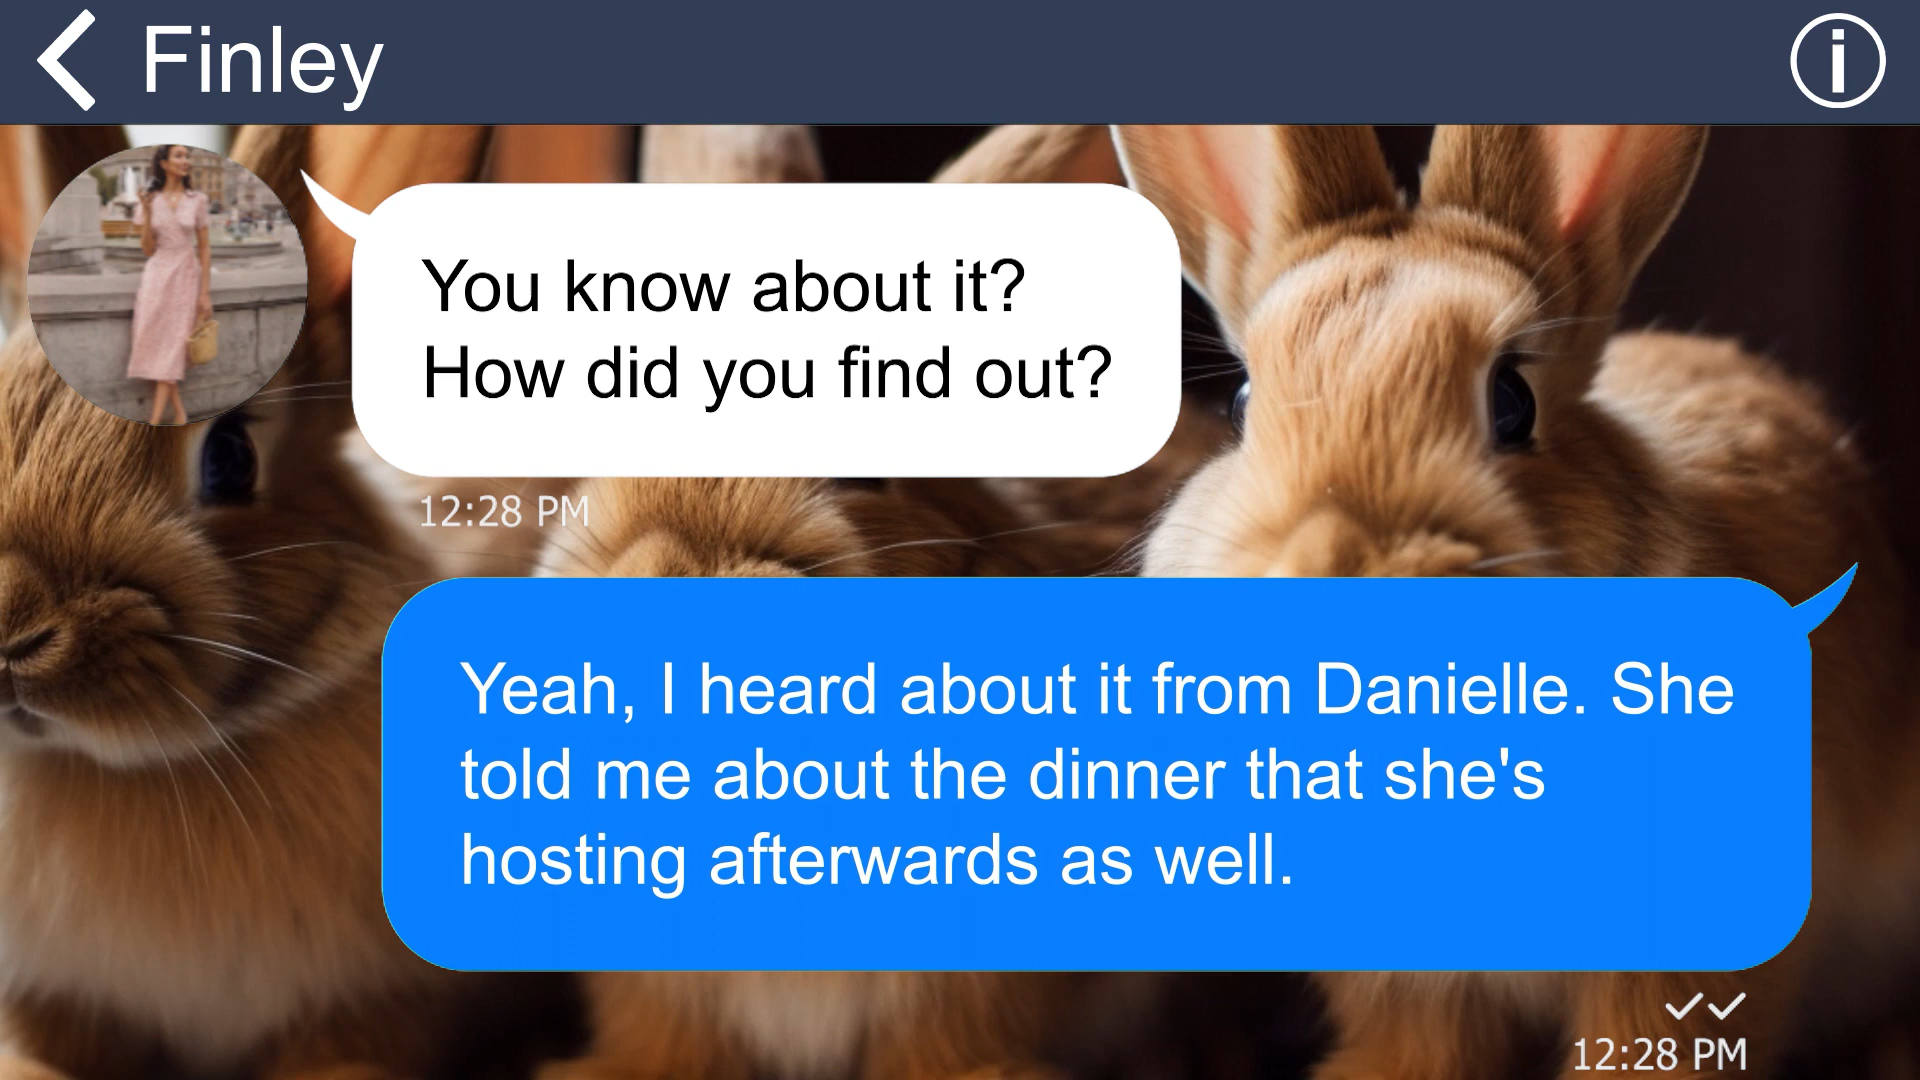 Finley
You know about it?
How did you find out?
12:28 PM
Yeah, I heard about it from Danielle. She
told me about the dinner that she's
hosting afterwards as well.
12:28 PM